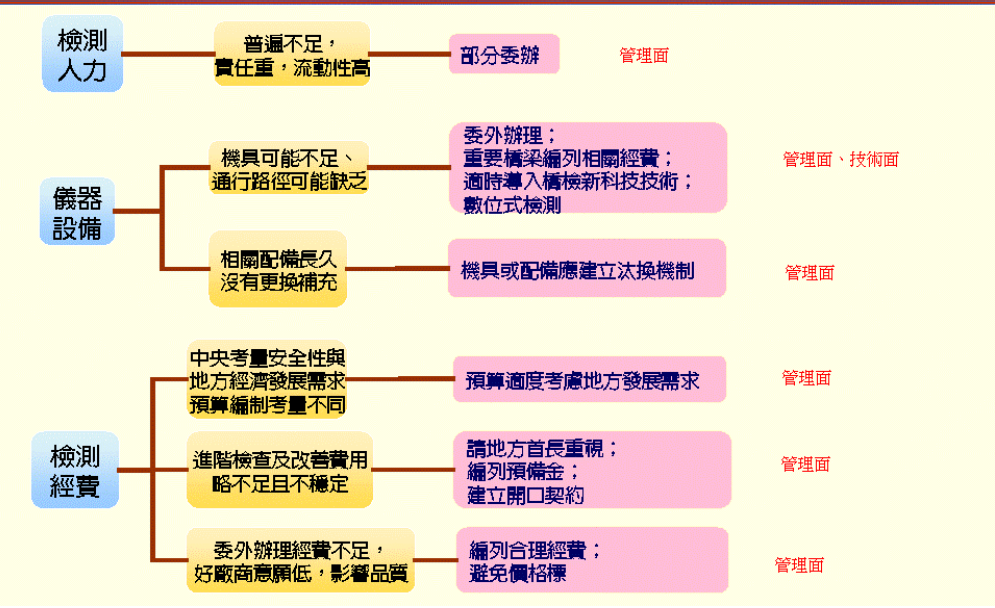 檢測
人力
普遍不足，
責任重，流動性高
部分委辦
管理面
儀器
設備
機具可能不足、
通行路徑可能缺乏
委外辦理；
重要橋梁編列相關經費；
適時導入橋檢新科技技術；
數位式檢測
管理面、技術面
相關配備長久
沒有更換補充
機具或配備應建立汰換機制
管理面
檢測
經費
中央考量安全性與
地方經濟發展需求
預算編制考量不同
預算適度考慮地方發展需求
管理面
進階檢查及改善費用
略不足且不穩定
請地方首長重視；
編列預備金；
建立開口契約
管理面
委外辦理經費不足，
好廠商意願低，影響品質
編列合理經費；
避免價格標
管理面